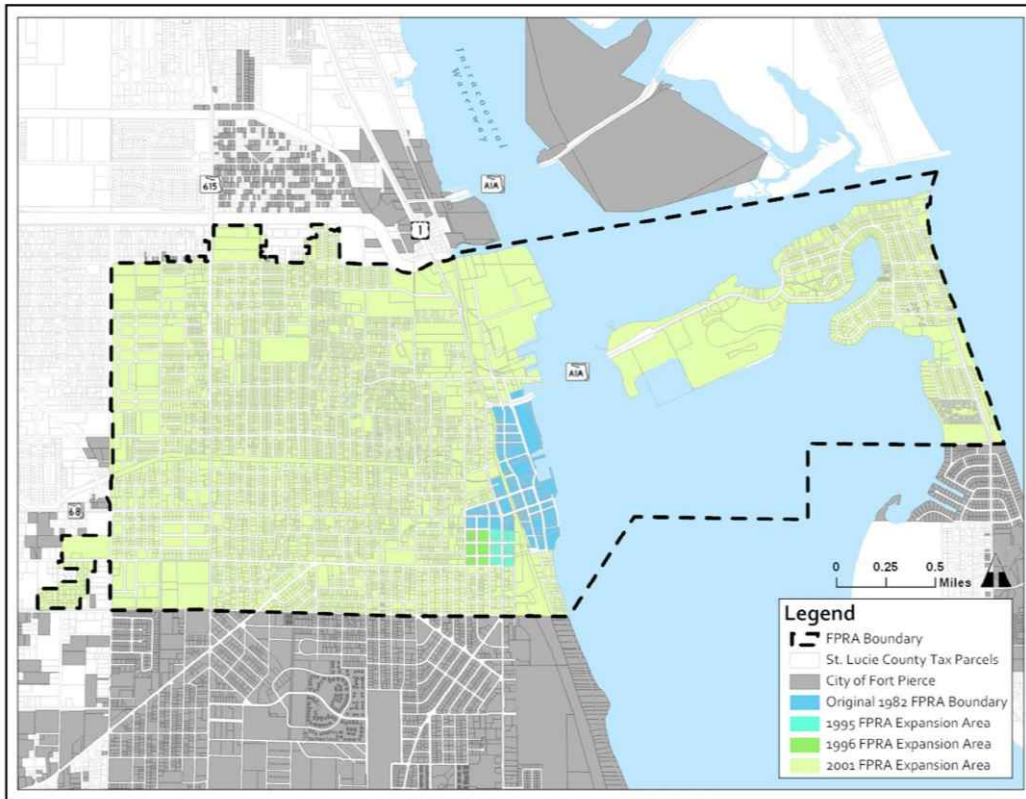 Intracoastal
Waterway
615
A1A
1
A1A
68
0 0.25 0.5
Miles
Legend
FPRA Boundary
St. Lucie County Tax Parcels
City of Fort Pierce
Original 1982 FPRA Boundary
1995 FPRA Expansion Area
1996 FPRA Expansion Area
2001 FPRA Expansion Area